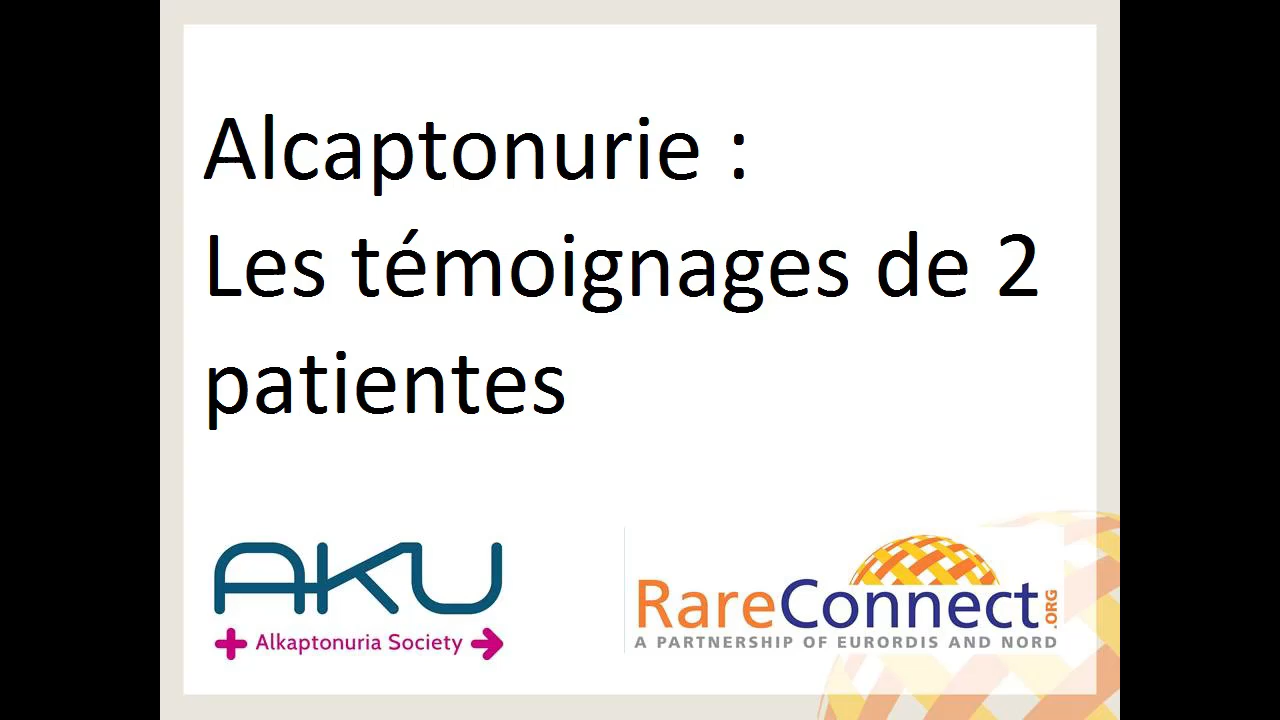 Alcaptonurie :
Les témoignages de 2
patientes
AKU
Alkaptonuria Society
RareConnect.ORG
A PARTNERSHIP OF EURORDIS AND NORD